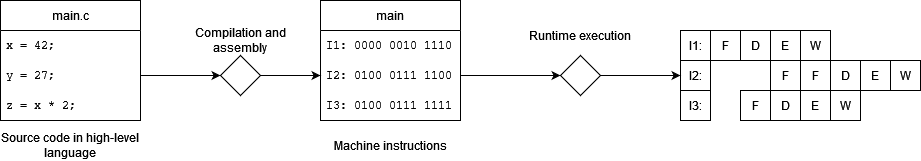 main.c
x = 42;
y = 27;
z = x * 2;
Source code in high-level
language
Compilation and
assembly
main
I1: 0000 0010 1110
I2: 0100 0111 1100
I3: 0100 0111 1111
Machine instructions
Runtime execution
I1: F D E W
I2: F F D E W
I3: F D E W